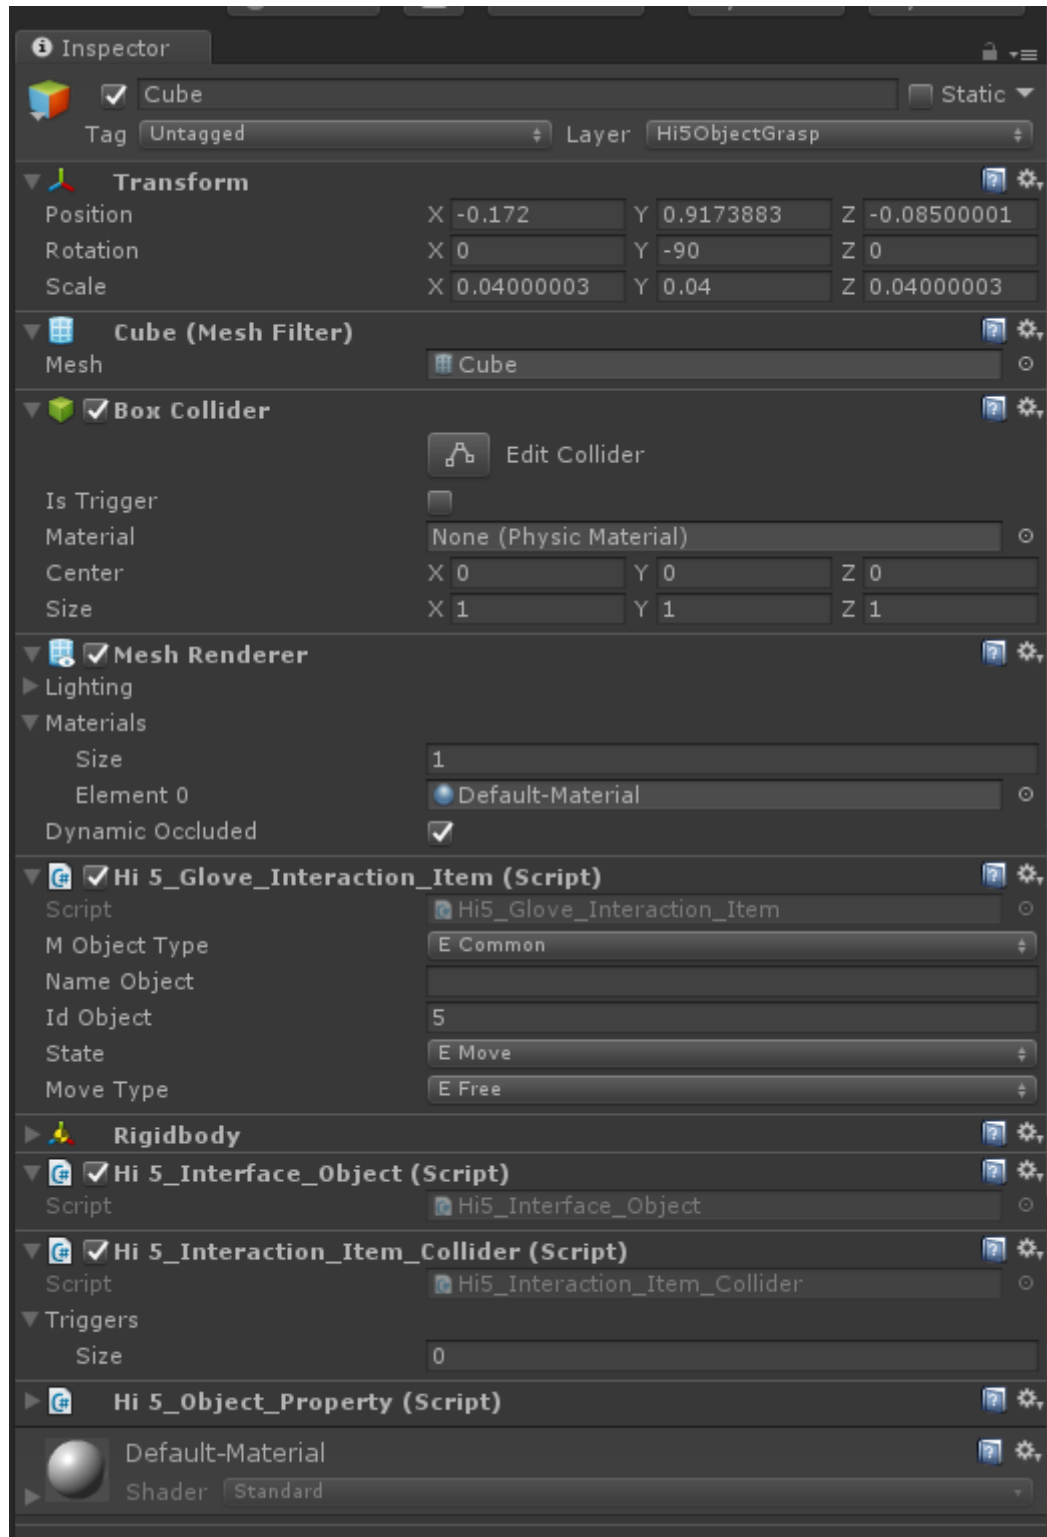 Inspector
Cube Static
Tag Untagged Layer Hi5ObjectGrasp
Transform
Position X -0.172 Y 0.9173883 Z -0.08500001
Rotation X 0 Y -90 Z 0
Scale X 0.04000003 Y 0.04 Z 0.04000003
Cube (Mesh Filter)
Mesh Cube
Box Collider
Edit Collider
Is Trigger
Material None (Physic Material)
Center X 0 Y 0 Z 0
Size X 1 Y 1 Z 1
Mesh Renderer
Lighting
Materials
Size 1
Element 0 Default-Material
Dynamic Occluded
Hi 5_Glove_Interaction_Item (Script)
Script Hi5_Glove_Interaction_Item
M Object Type E Common
Name Object
Id Object 5
State E Move
Move Type E Free
Rigidbody
Hi 5_Interface_Object (Script)
Script Hi5_Interface_Object
Hi 5_Interaction_Item_Collider (Script)
Script Hi5_Interaction_Item_Collider
Triggers
Size 0
Hi 5_Object_Property (Script)
Default-Material
Shader Standard